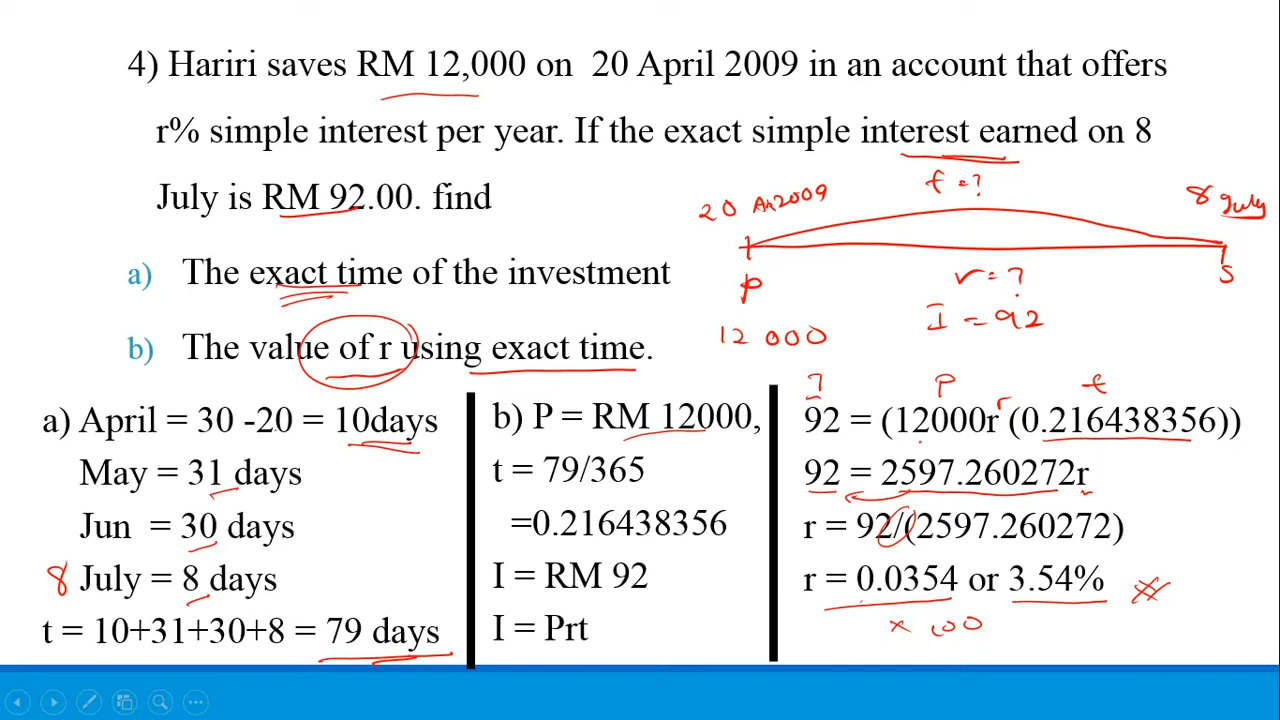 4) Hariri saves RM 12,000 on 20 April 2009 in an account that offers
r% simple interest per year. If the exact simple interest earned on 8
July is RM 92.00. find
t = ?
20 Apr 2009
8 July
a) The exact time of the investment
P
r = ?
S
I = 92
12 000
b) The value of r using exact time.
a) April = 30 -20 = 10days
May = 31 days
Jun = 30 days
8 July = 8 days
t = 10+31+30+8 = 79 days
b) P = RM 12000,
t = 79/365
=0.216438356
I = RM 92
I = Prt
I P r t
92 = (12000r (0.216438356))
92 = 2597.260272r
r = 92/(2597.260272)
r = 0.0354 or 3.54%
× 100